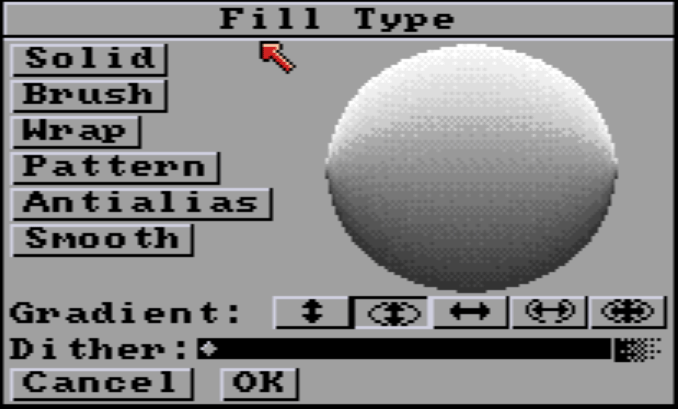 Fill Type
Solid
Brush
Wrap
Pattern
Antialias
Smooth
Gradient:
Dither:
Cancel OK